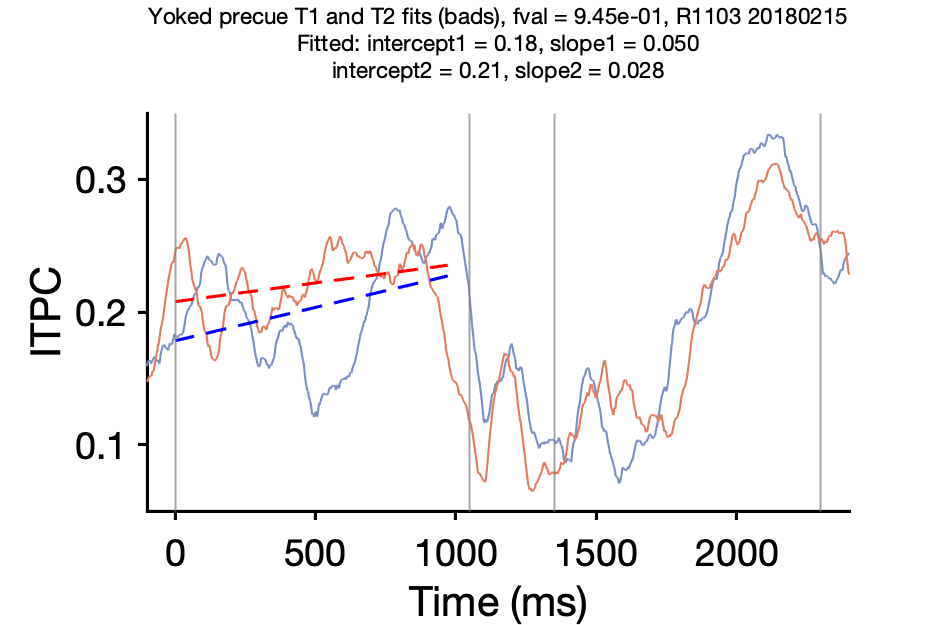 Yoked precue T1 and T2 fits (bads), fval = 9.45e-01, R1103 20180215
Fitted: intercept1 = 0.18, slope1 = 0.050
intercept2 = 0.21, slope2 = 0.028
0.3
0.2
0.1
ITPC
0 500 1000 1500 2000
Time (ms)